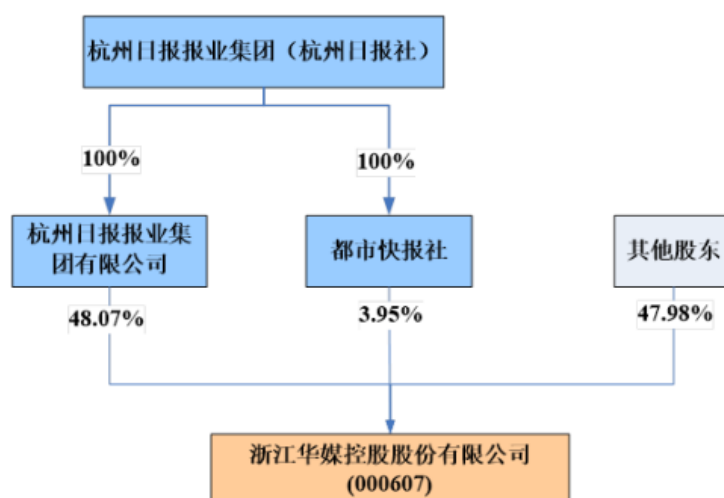 杭州日报报业集团（杭州日报社）
100%
100%
杭州日报报业集
团有限公司
都市快报社
其他股东
48.07%
3.95%
47.98%
浙江华媒控股股份有限公司
(000607)